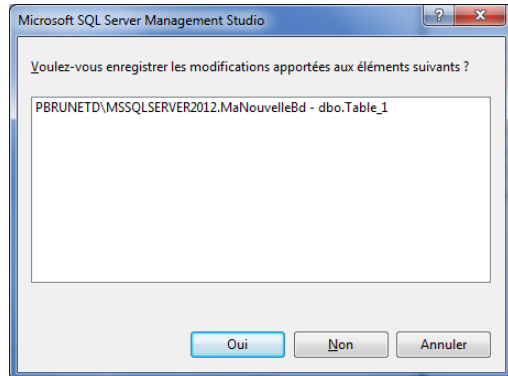 Microsoft SQL Server Management Studio
Voulez-vous enregistrer les modifications apportées aux éléments suivants ?
PBRUNETD\MSSQLSERVER2012.MaNouvelleBd - dbo.Table_1
Oui
Non
Annuler